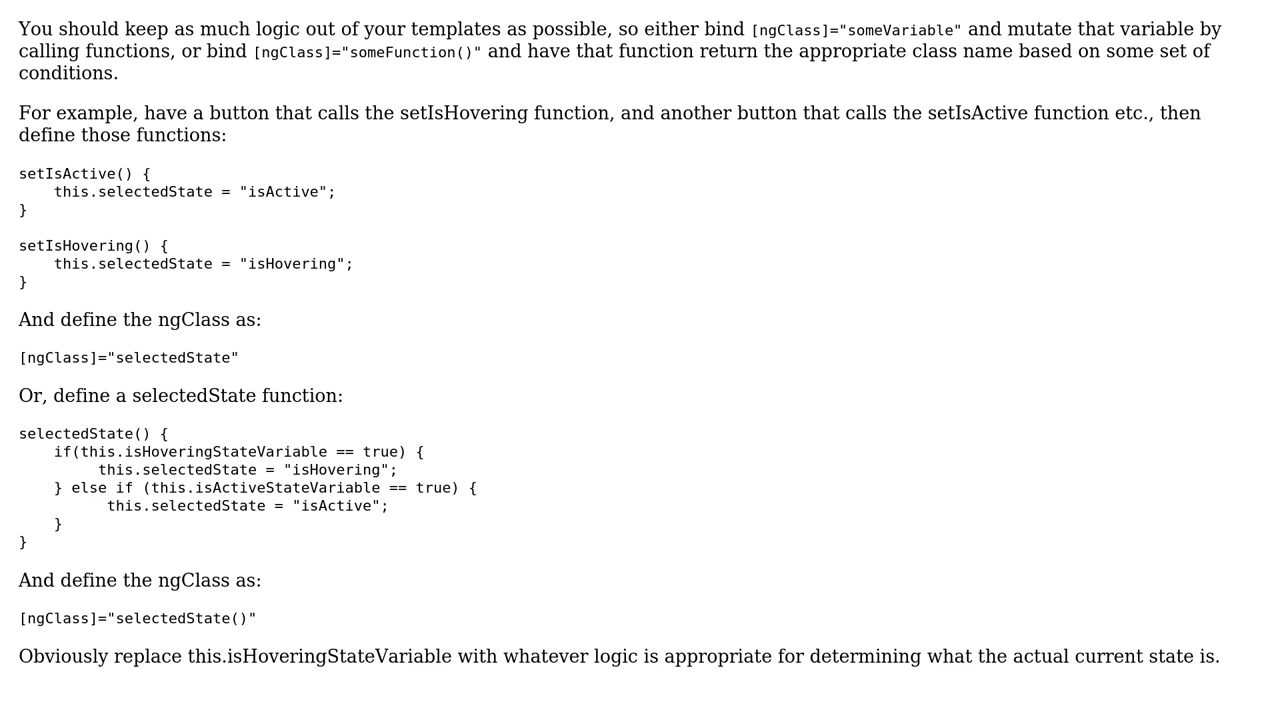 You should keep as much logic out of your templates as possible, so either bind [ngClass]="someVariable" and mutate that variable by
calling functions, or bind [ngClass]="someFunction()" and have that function return the appropriate class name based on some set of
conditions.
For example, have a button that calls the setIsHovering function, and another button that calls the setIsActive function etc., then
define those functions:
setIsActive() {
    this.selectedState = "isActive";
}
setIsHovering() {
    this.selectedState = "isHovering";
}
And define the ngClass as:
[ngClass]="selectedState"
Or, define a selectedState function:
selectedState() {
    if(this.isHoveringStateVariable == true) {
         this.selectedState = "isHovering";
    } else if (this.isActiveStateVariable == true) {
          this.selectedState = "isActive";
    }
}
And define the ngClass as:
[ngClass]="selectedState()"
Obviously replace this.isHoveringStateVariable with whatever logic is appropriate for determining what the actual current state is.